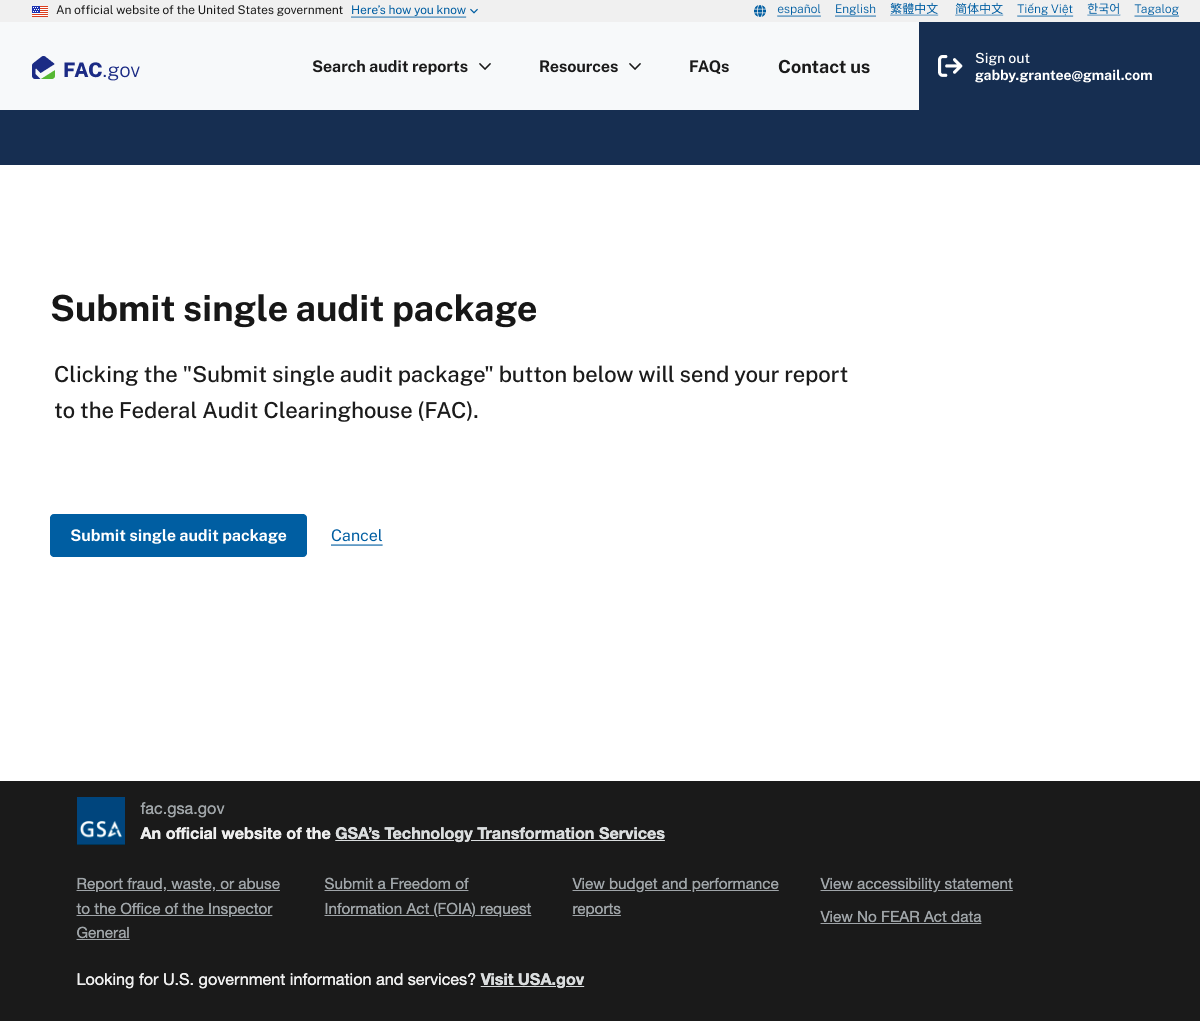 An official website of the United States government Here's how you know
español English 繁體中文 简体中文 Tiếng Việt 한국어 Tagalog
FAC.gov
Search audit reports Resources FAQs Contact us
Sign out
gabby.grantee@gmail.com
Submit single audit package
Clicking the "Submit single audit package" button below will send your report
to the Federal Audit Clearinghouse (FAC).
Submit single audit package Cancel
GSA
fac.gsa.gov
An official website of the GSA’s Technology Transformation Services
Report fraud, waste, or abuse
to the Office of the Inspector
General
Submit a Freedom of
Information Act (FOIA) request
View budget and performance
reports
View accessibility statement
View No FEAR Act data
Looking for U.S. government information and services? Visit USA.gov